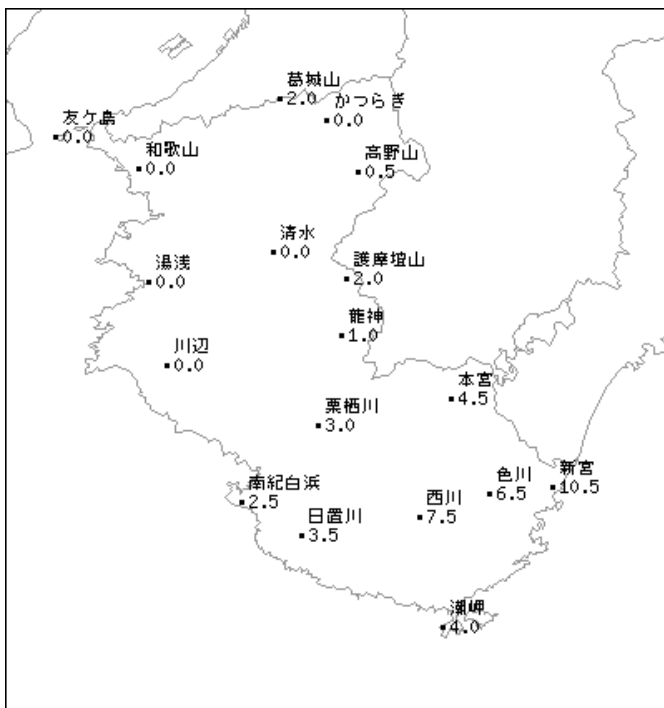 葛城山
2.0
かつらぎ
0.0
友ケ島
0.0
和歌山
0.0
高野山
0.5
清水
0.0
湯浅
0.0
護摩壇山
2.0
龍神
1.0
川辺
0.0
本宮
4.5
栗栖川
3.0
新宮
10.5
色川
6.5
南紀白浜
2.5
西川
7.5
日置川
3.5
潮岬
4.0